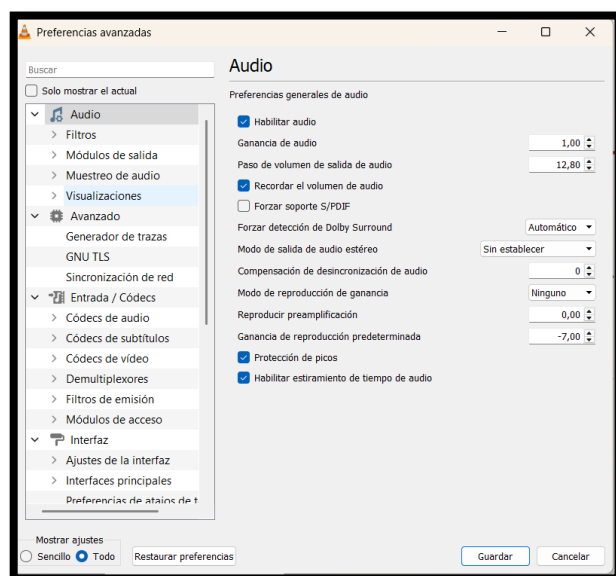 Preferencias avanzadas
Buscar
Solo mostrar el actual
Audio
Filtros
Módulos de salida
Muestreo de audio
Visualizaciones
Avanzado
Generador de trazas
GNU TLS
Sincronización de red
Entrada / Códecs
Códecs de audio
Códecs de subtítulos
Códecs de vídeo
Demultiplexores
Filtros de emisión
Módulos de acceso
Interfaz
Ajustes de la interfaz
Interfaces principales
Preferencias de atajos de t
Audio
Preferencias generales de audio
Habilitar audio
Ganancia de audio 1,00
Paso de volumen de salida de audio 12,80
Recordar el volumen de audio
Forzar soporte S/PDIF
Forzar detección de Dolby Surround Automático
Modo de salida de audio estéreo Sin establecer
Compensación de desincronización de audio 0
Modo de reproducción de ganancia Ninguno
Reproducir preamplificación 0,00
Ganancia de reproducción predeterminada -7,00
Protección de picos
Habilitar estiramiento de tiempo de audio
Mostrar ajustes
Sencillo Todo Restaurar preferencias Guardar Cancelar